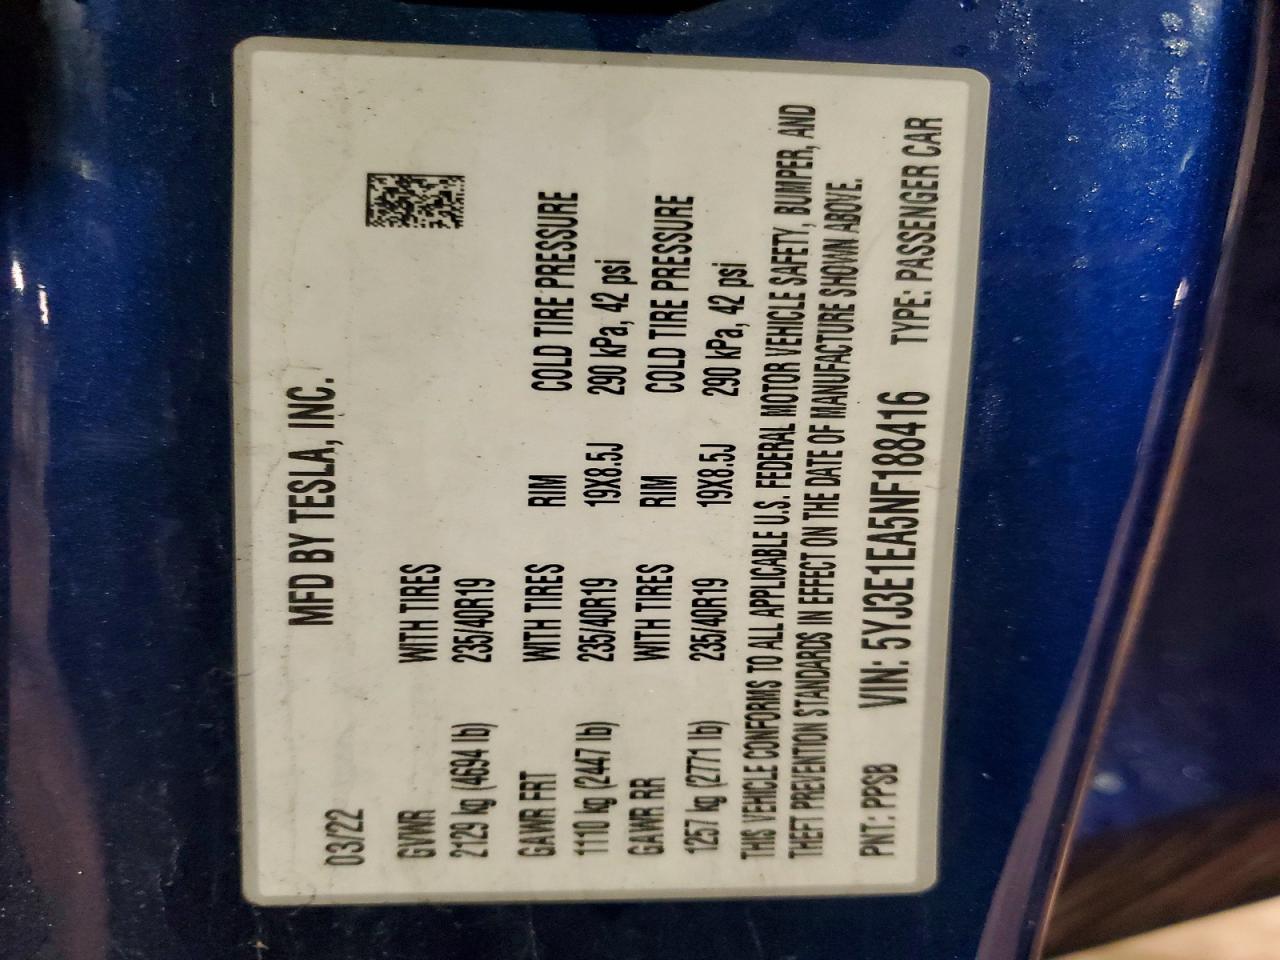 MFD BY TESLA, INC.
03/22
GVWR WITH TIRES
2129 kg (4694 lb) 235/40R19
GAWR FRT WITH TIRES RIM COLD TIRE PRESSURE
1110 kg (2447 lb) 235/40R19 19X8.5J 290 kPa, 42 psi
GAWR RR WITH TIRES RIM COLD TIRE PRESSURE
1257 kg (2771 lb) 235/40R19 19X8.5J 290 kPa, 42 psi
THIS VEHICLE CONFORMS TO ALL APPLICABLE U.S. FEDERAL MOTOR VEHICLE SAFETY, BUMPER, AND
THEFT PREVENTION STANDARDS IN EFFECT ON THE DATE OF MANUFACTURE SHOWN ABOVE.
PNT: PPSB VIN: 5YJ3E1EA5NF188416 TYPE: PASSENGER CAR